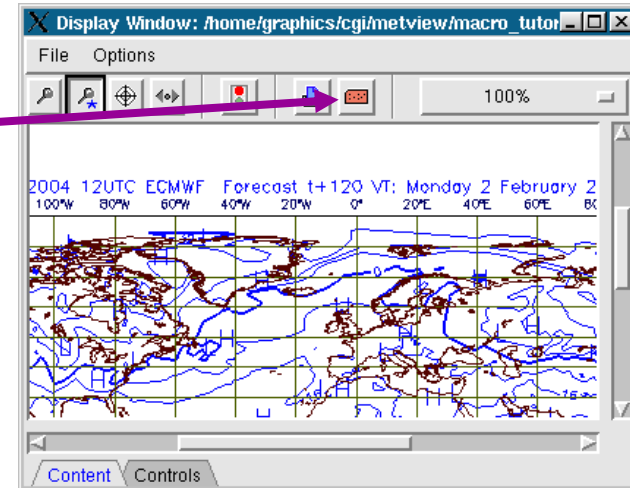 Display Window: /home/graphics/cgi/metview/macro_tutor
File Options
100%
2004 12UTC ECMWF Forecast t+120 VT: Monday 2 February 2
100°W 80°W 60°W 40°W 20°W 0° 20°E 40°E 60°E 8
H H
H H
H L
Content Controls